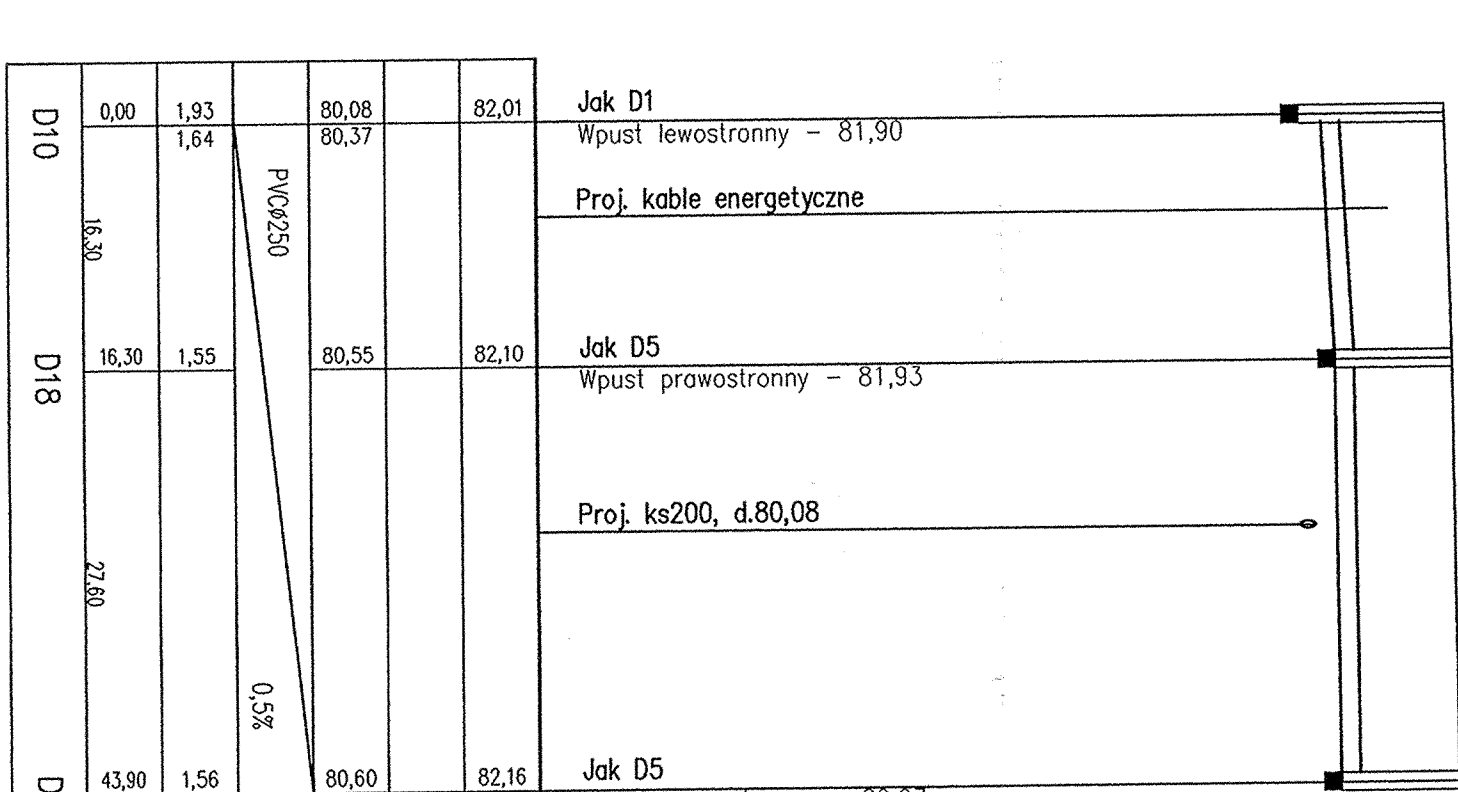 D10
0,00 1,93 80,08 82,01 Jak D1
1,64 80,37 Wpust lewostronny – 81,90
PVCø250
16,30
Proj. kable energetyczne
D18
16,30 1,55 80,55 82,10 Jak D5
Wpust prawostronny – 81,93
Proj. ks200, d.80,08
27,60
0,5%
43,90 1,56 80,60 82,16 Jak D5